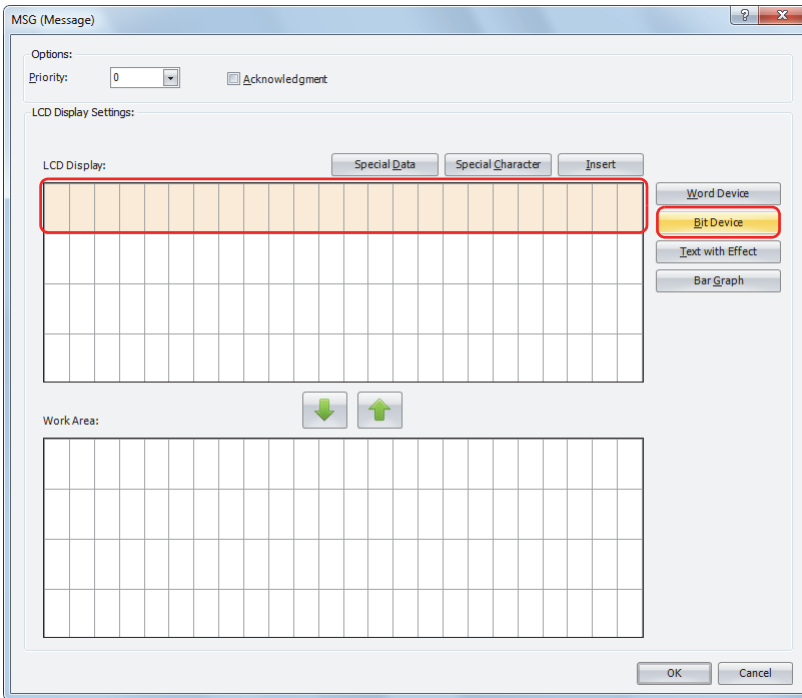 MSG (Message)
Options:
Priority: 0 Acknowledgment
LCD Display Settings:
LCD Display: Special Data Special Character Insert
Word Device
Bit Device
Text with Effect
Bar Graph
Work Area:
OK Cancel